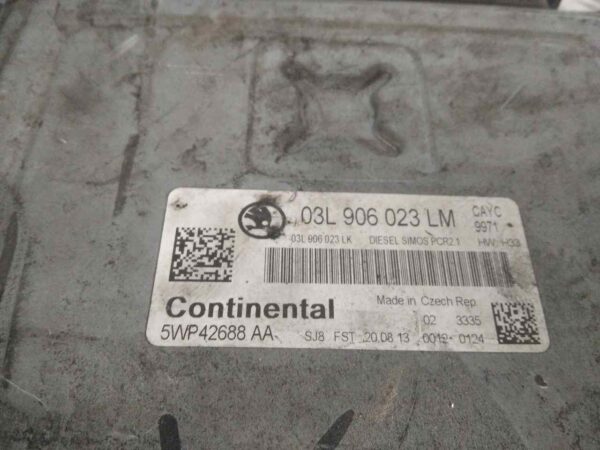 03L 906 023 LM CAYC
9971
03L 906 023 LK DIESEL SIMOS PCR2.1 HW: H33
Continental Made in Czech Rep
02 3335
5WP42688 AA SJ8 FST 20.08.13 0012 0124